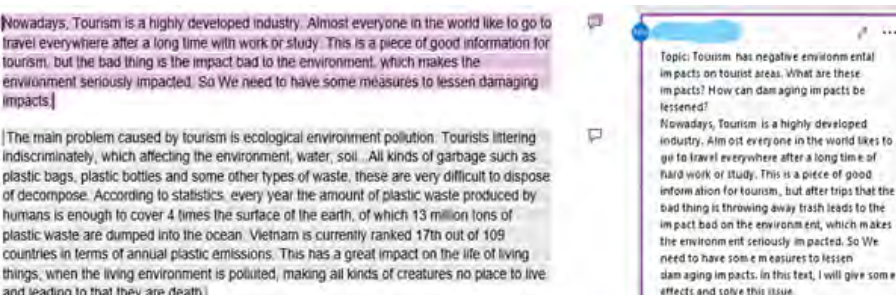 Nowadays, Tourism is a highly developed industry. Almost everyone in the world like to go to
travel everywhere after a long time with work or study. This is a piece of good information for
tourism, but the bad thing is the impact bad to the environment, which makes the
environment seriously impacted. So We need to have some measures to lessen damaging
impacts.
The main problem caused by tourism is ecological environment pollution. Tourists littering
indiscriminately, which affecting the environment, water, soil...All kinds of garbage such as
plastic bags, plastic bottles and some other types of waste, these are very difficult to dispose
of decompose. According to statistics, every year the amount of plastic waste produced by
humans is enough to cover 4 times the surface of the earth, of which 13 million tons of
plastic waste are dumped into the ocean. Vietnam is currently ranked 17th out of 109
countries in terms of annual plastic emissions. This has a great impact on the life of living
things, when the living environment is polluted, making all kinds of creatures no place to live
and leading to that they are death.
Topic: Tourism has negative environmental
impacts on tourist areas. What are these
impacts? How can damaging impacts be
lessened?
Nowadays, Tourism is a highly developed
industry. Almost everyone in the world likes to
go to travel everywhere after a long time of
hard work or study. This is a piece of good
information for tourism, but after trips that the
bad thing is throwing away trash leads to the
impact bad on the environment, which makes
the environment seriously impacted. So We
need to have some measures to lessen
damaging impacts. In this text, I will give some
effects and solve this issue.